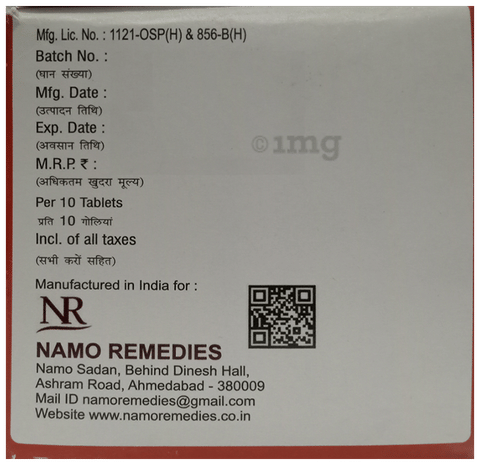 Mfg. Lic. No. : 1121-OSP(H) & 856-B(H)
Batch No. :
(घान संख्या)
Mfg. Date :
(उत्पादन तिथि)
Exp. Date :
(अवसान तिथि)
M.R.P. ₹ :
(अधिकतम खुदरा मूल्य)
Per 10 Tablets
प्रति 10 गोलियां
Incl. of all taxes
(सभी करों सहित)
©1mg
Manufactured in India for :
NR
NAMO REMEDIES
Namo Sadan, Behind Dinesh Hall,
Ashram Road, Ahmedabad - 380009
Mail ID namoremedies@gmail.com
Website www.namoremedies.co.in